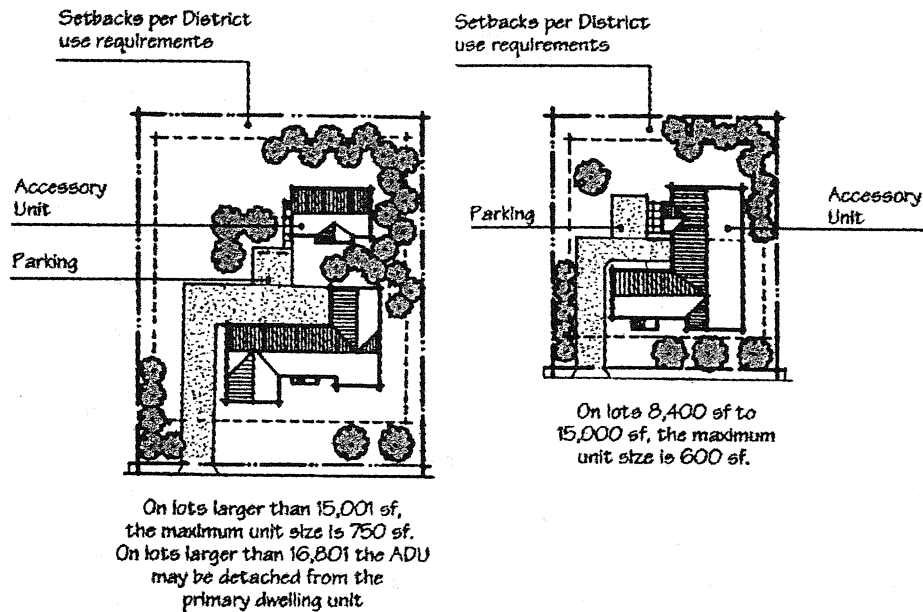 Setbacks per District
use requirements
Accessory
Unit
Parking
On lots larger than 15,001 sf,
the maximum unit size is 750 sf.
On lots larger than 16,801 the ADU
may be detached from the
primary dwelling unit
Setbacks per District
use requirements
Parking
Accessory
Unit
On lots 8,400 sf to
15,000 sf, the maximum
unit size is 600 sf.